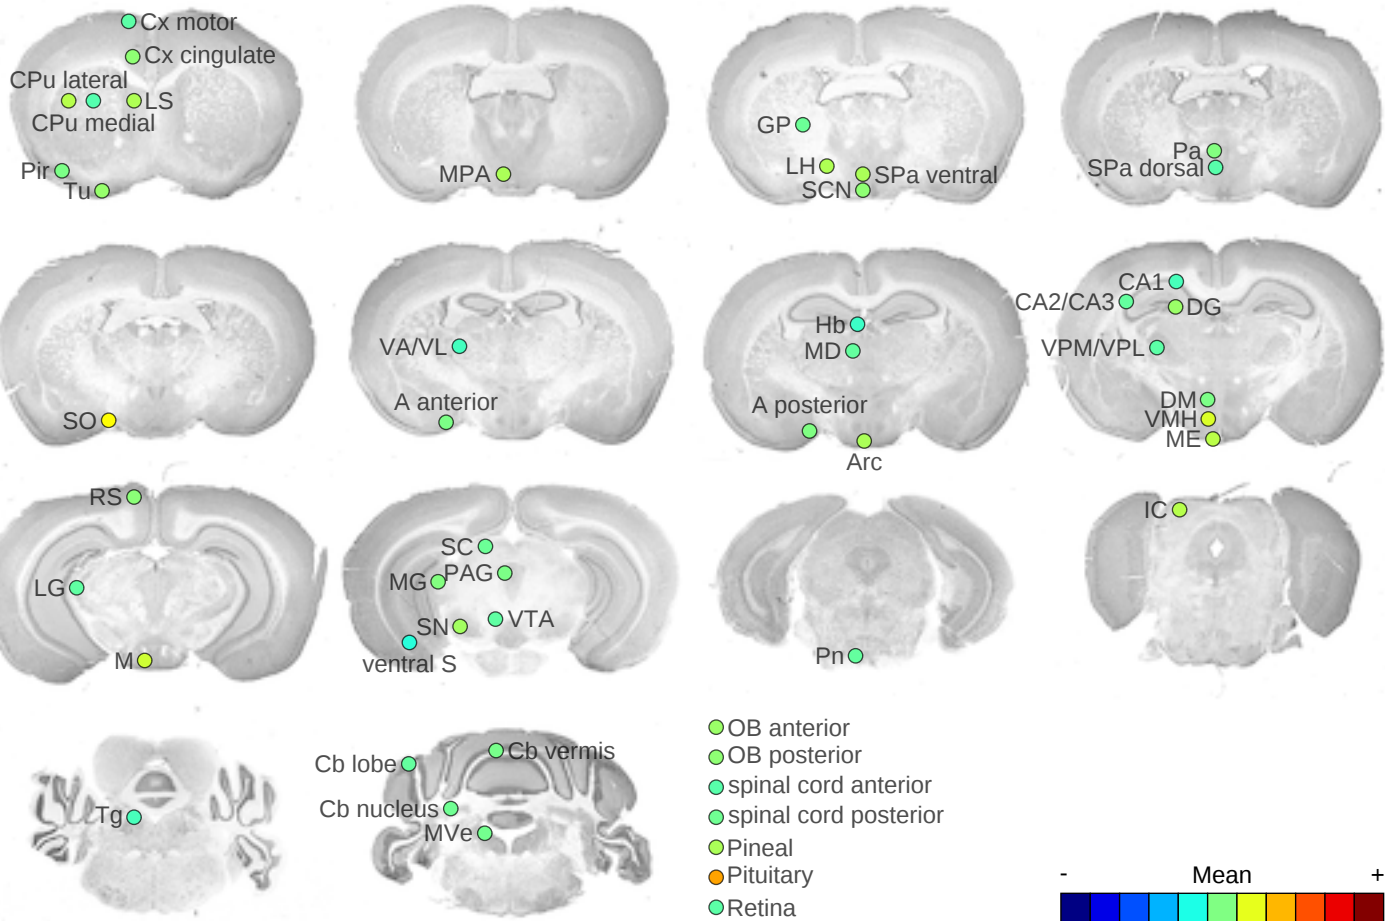 Cx motor
Cx cingulate
CPu lateral
LS
CPu medial
Pir
Tu
MPA
GP
LH
SPa ventral
SCN
Pa
SPa dorsal
SO
VA/VL
A anterior
Hb
MD
A posterior
Arc
CA1
CA2/CA3
DG
VPM/VPL
DM
VMH
ME
RS
LG
M
SC
MG
PAG
SN
VTA
ventral S
Pn
IC
Tg
Cb lobe
Cb vermis
Cb nucleus
MVe
OB anterior
OB posterior
spinal cord anterior
spinal cord posterior
Pineal
Pituitary
Retina
- Mean +